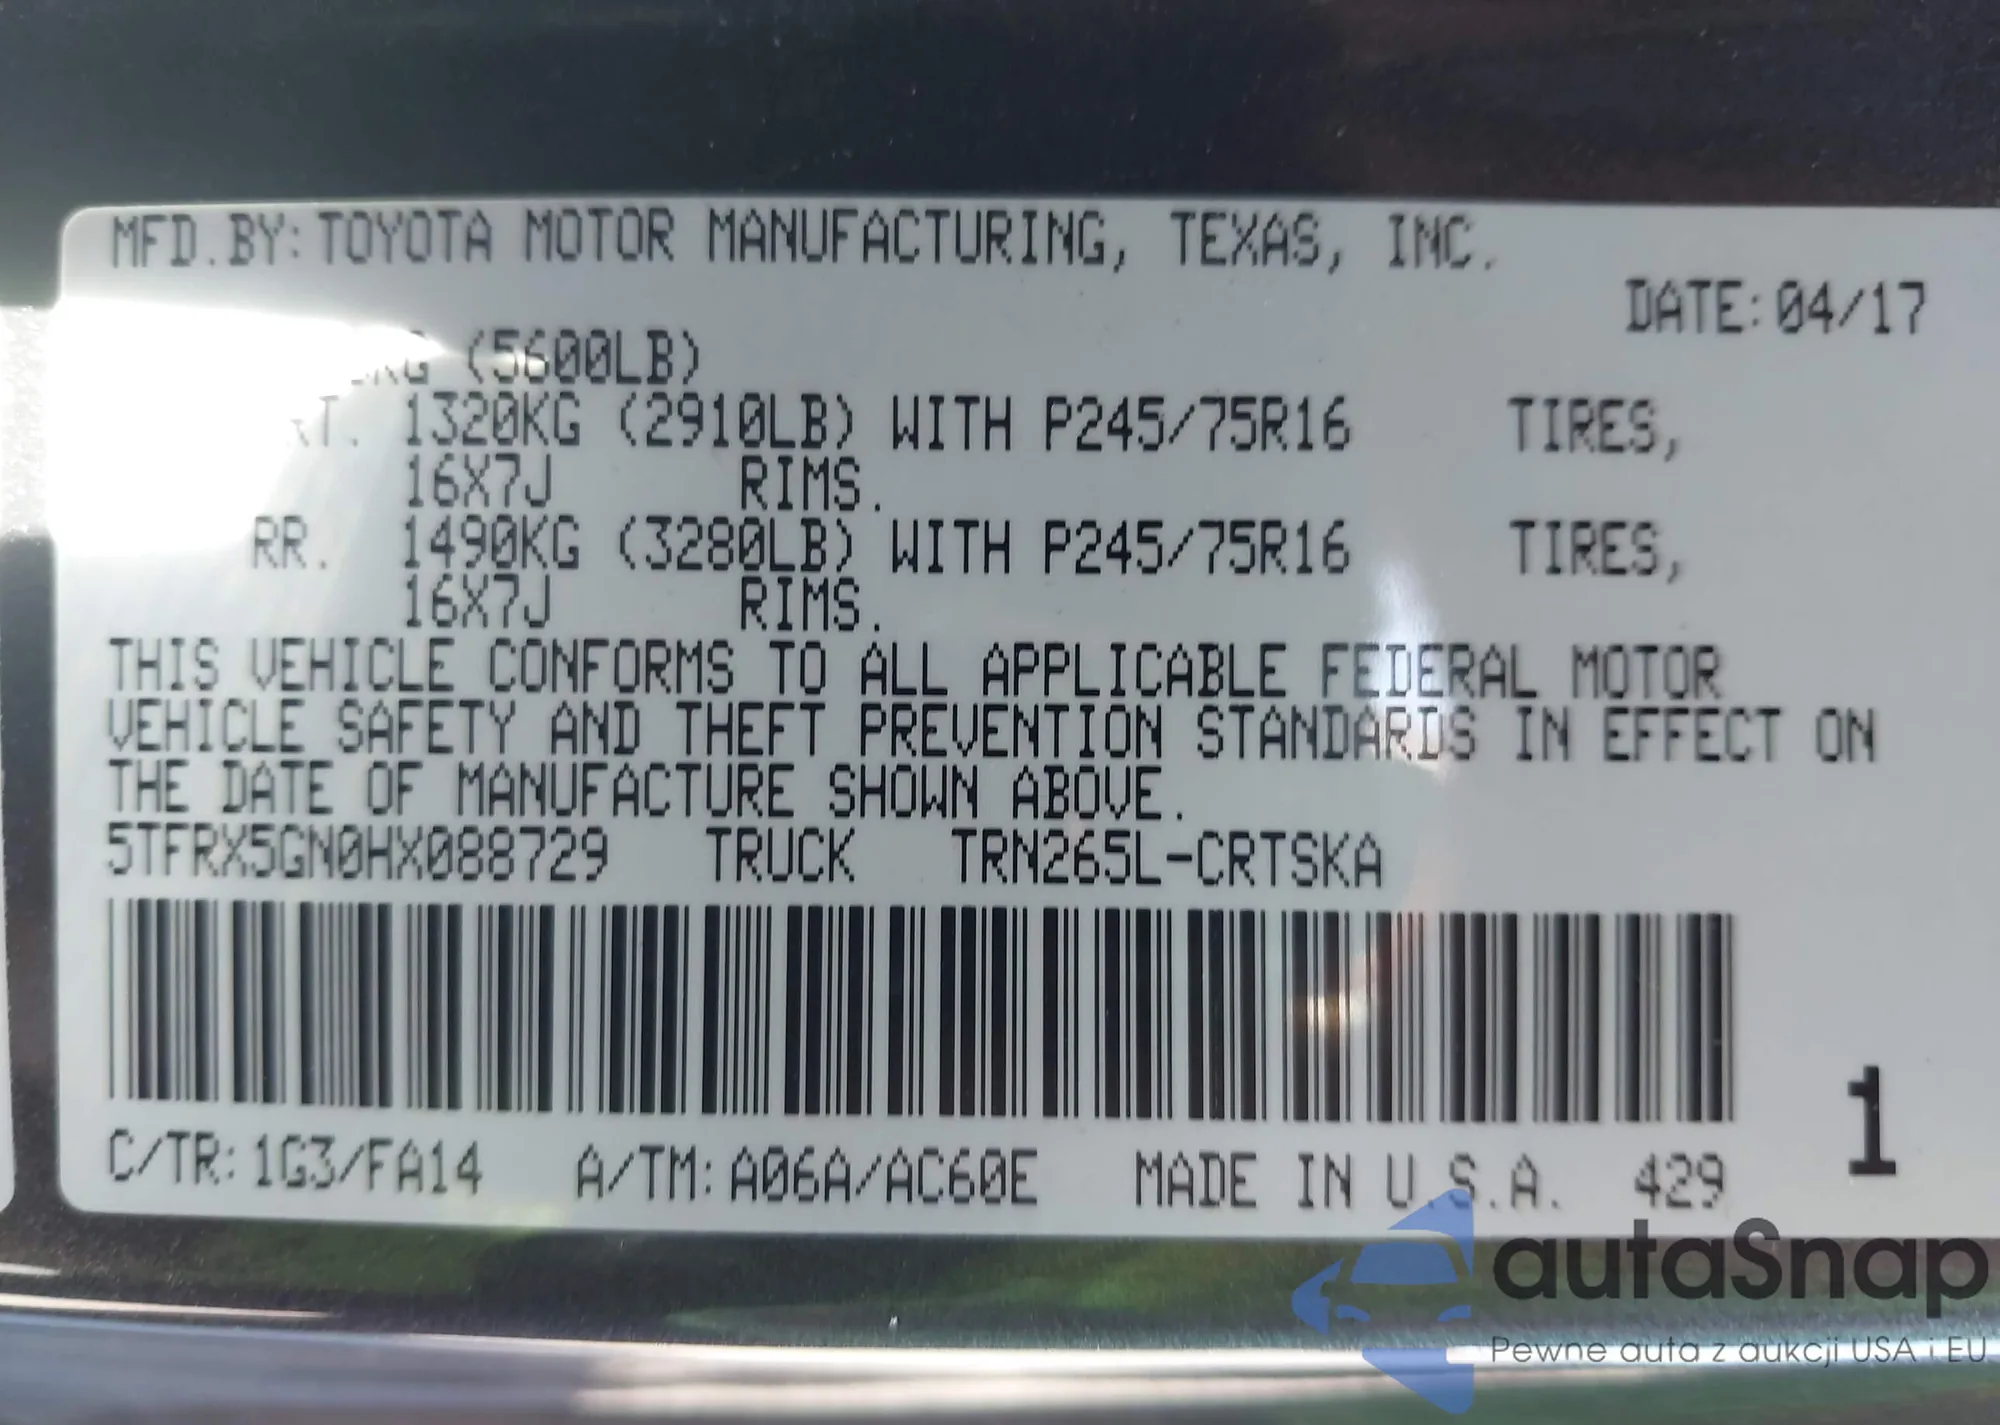 MFD.BY: TOYOTA MOTOR MANUFACTURING, TEXAS, INC.
DATE: 04/17
KG (5600LB)
RT. 1320KG (2910LB) WITH P245/75R16 TIRES,
16X7J RIMS.
RR. 1490KG (3280LB) WITH P245/75R16 TIRES,
16X7J RIMS.
THIS VEHICLE CONFORMS TO ALL APPLICABLE FEDERAL MOTOR
VEHICLE SAFETY AND THEFT PREVENTION STANDARDS IN EFFECT ON
THE DATE OF MANUFACTURE SHOWN ABOVE.
5TFRX5GN0HX088729 TRUCK TRN265L-CRTSKA
C/TR: 1G3/FA14 A/TM: A06A/AC60E MADE IN U.S.A. 429
1
autaSnap
Pewne auta z aukcji USA i EU